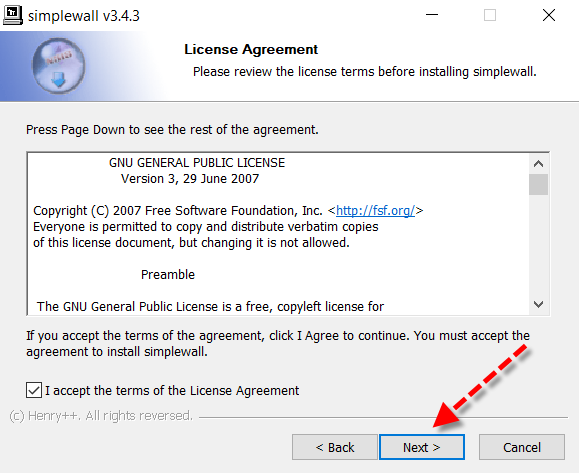 simplewall v3.4.3
License Agreement
Please review the license terms before installing simplewall.
Press Page Down to see the rest of the agreement.
GNU GENERAL PUBLIC LICENSE
Version 3, 29 June 2007
Copyright (C) 2007 Free Software Foundation, Inc. <http://fsf.org/>
Everyone is permitted to copy and distribute verbatim copies
of this license document, but changing it is not allowed.
Preamble
The GNU General Public License is a free, copyleft license for
If you accept the terms of the agreement, click I Agree to continue. You must accept the
agreement to install simplewall.
I accept the terms of the License Agreement
(c) Henry++. All rights reversed.
< Back
Next >
Cancel